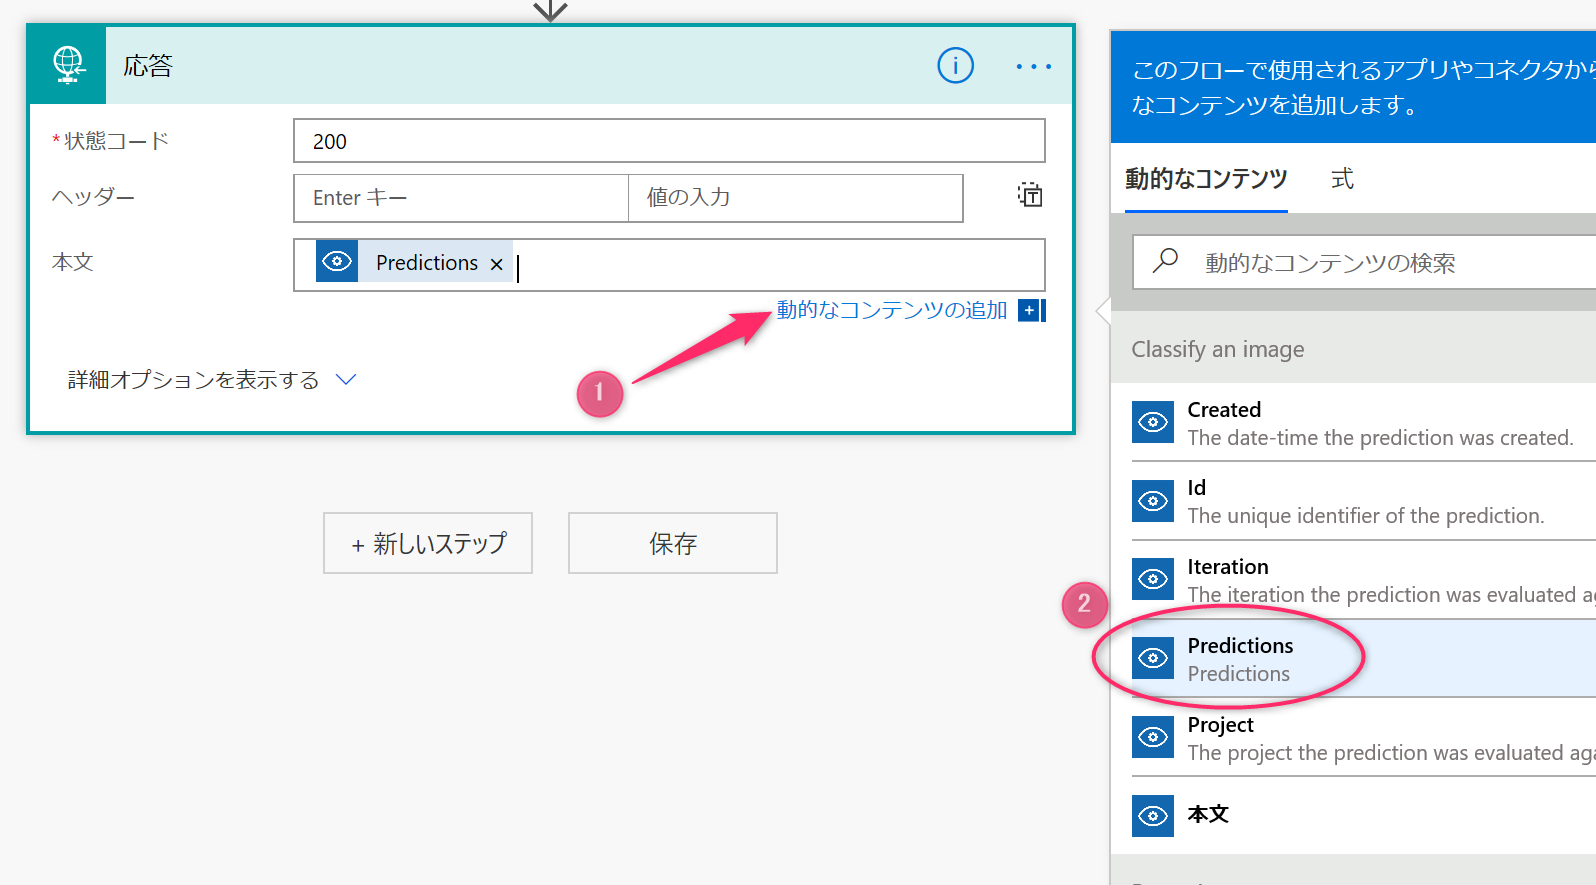 応答
*状態コード
200
ヘッダー
Enter キー
値の入力
本文
Predictions ×
動的なコンテンツの追加
1
詳細オプションを表示する
+ 新しいステップ
保存
このフローで使用されるアプリやコネクタから
なコンテンツを追加します。
動的なコンテンツ
式
動的なコンテンツの検索
Classify an image
Created
The date-time the prediction was created.
Id
The unique identifier of the prediction.
Iteration
The iteration the prediction was evaluated
2
Predictions
Predictions
Project
The project the prediction was evaluated
本文